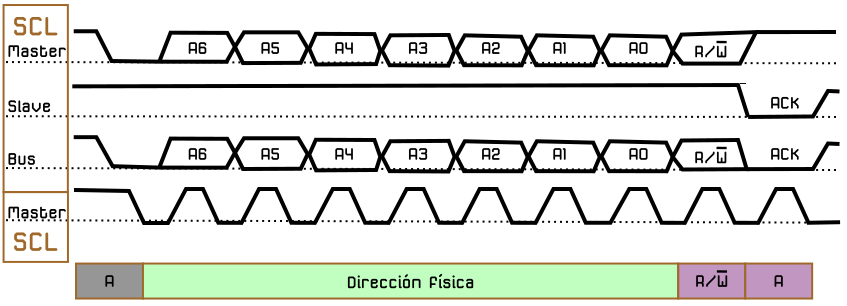 SCL
Master A6 A5 A4 A3 A2 A1 A0 A/W̅
Slave ACK
Bus A6 A5 A4 A3 A2 A1 A0 A/W̅ ACK
Master
SCL
A Dirección física A/W̅ A